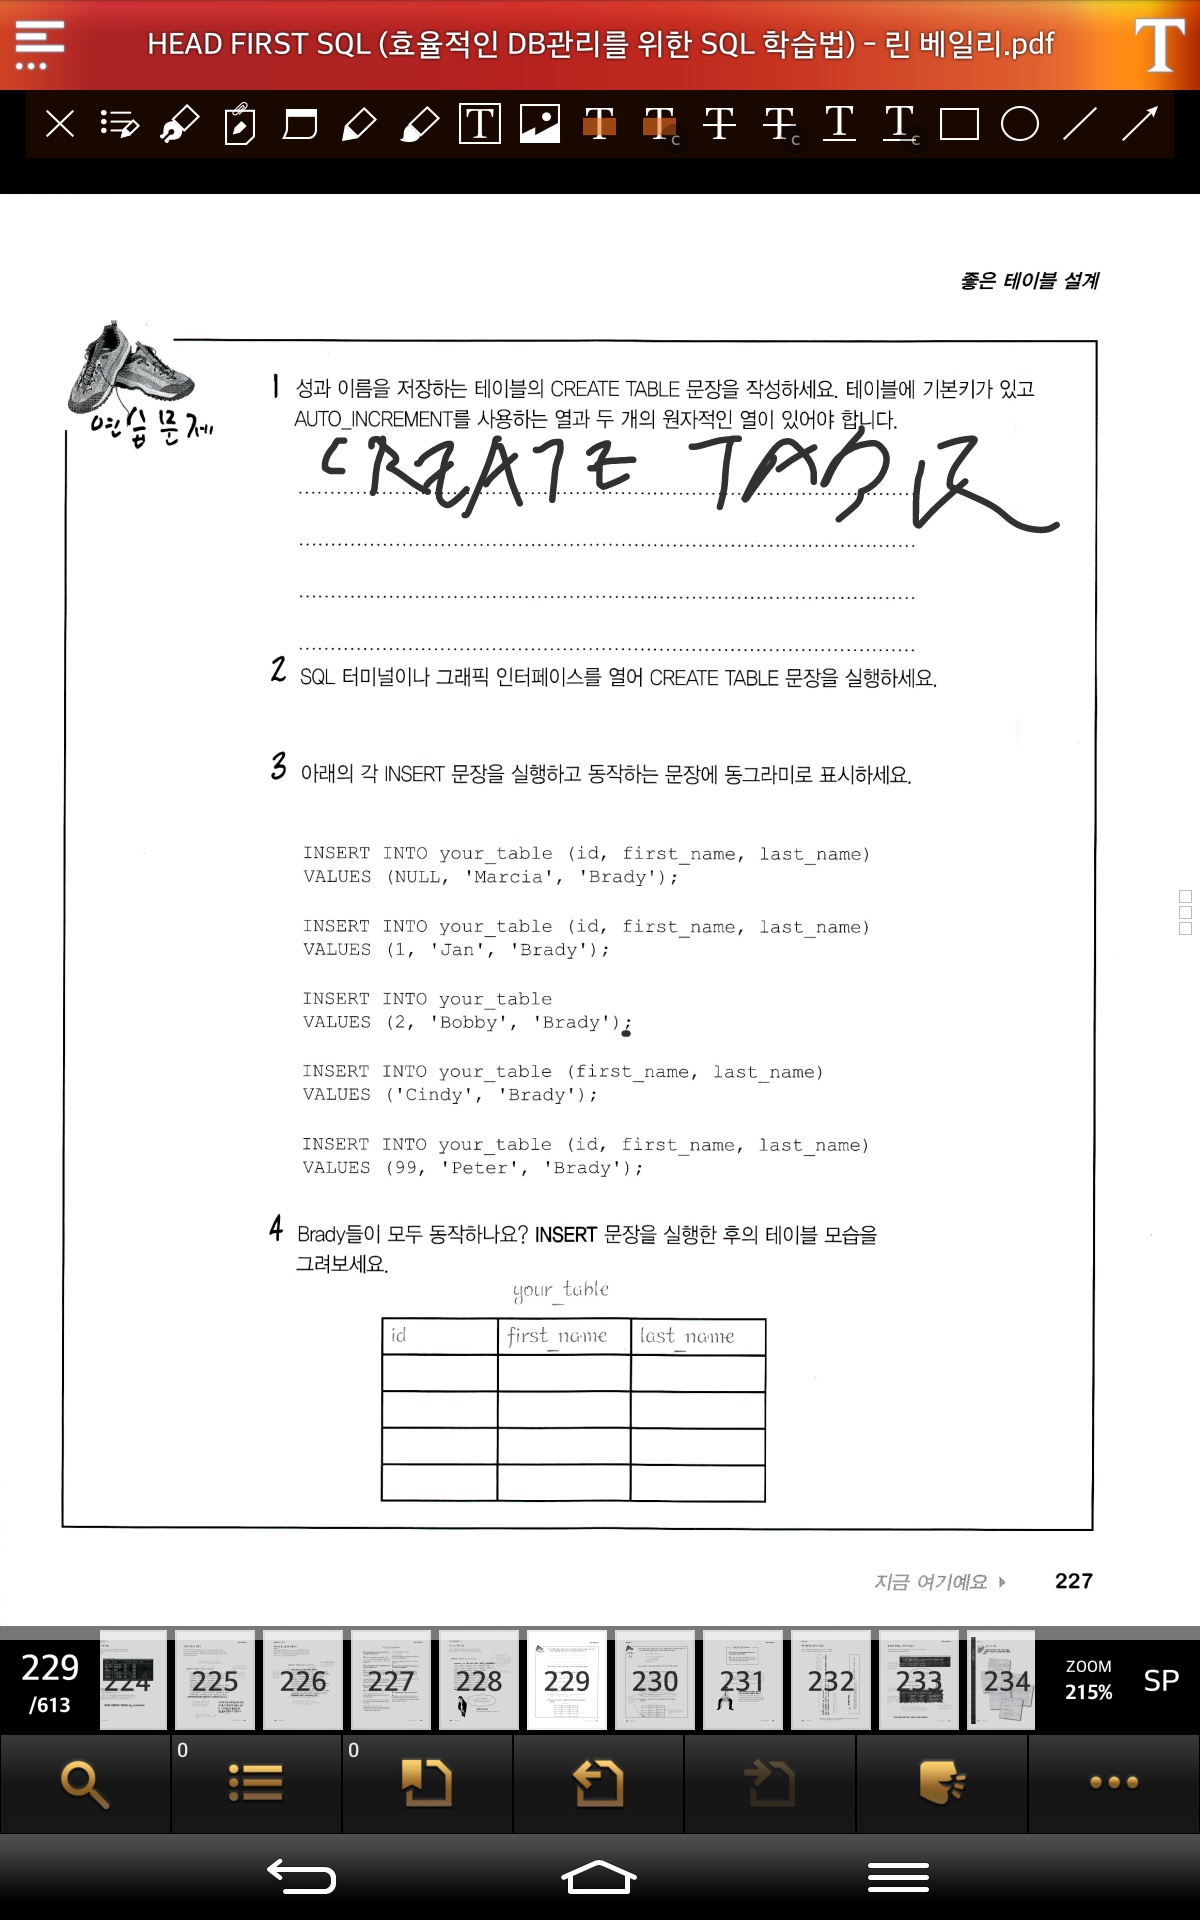 HEAD FIRST SQL (효율적인 DB관리를 위한 SQL 학습법) - 린 베일리.pdf
좋은 테이블 설계
연습문제
1 성과 이름을 저장하는 테이블의 CREATE TABLE 문장을 작성하세요. 테이블에 기본키가 있고
AUTO_INCREMENT를 사용하는 열과 두 개의 원자적인 열이 있어야 합니다.
CREATE TABLE
2 SQL 터미널이나 그래픽 인터페이스를 열어 CREATE TABLE 문장을 실행하세요.
3 아래의 각 INSERT 문장을 실행하고 동작하는 문장에 동그라미로 표시하세요.
INSERT INTO your_table (id, first_name, last_name)
VALUES (NULL, 'Marcia', 'Brady');
INSERT INTO your_table (id, first_name, last_name)
VALUES (1, 'Jan', 'Brady');
INSERT INTO your_table
VALUES (2, 'Bobby', 'Brady');
INSERT INTO your_table (first_name, last_name)
VALUES ('Cindy', 'Brady');
INSERT INTO your_table (id, first_name, last_name)
VALUES (99, 'Peter', 'Brady');
4 Brady들이 모두 동작하나요? INSERT 문장을 실행한 후의 테이블 모습을
그려보세요.
your_table
id first_name last_name
지금 여기예요 227
229 /613 224 225 226 227 228 229 230 231 232 233 234 ZOOM 215% SP
0 0